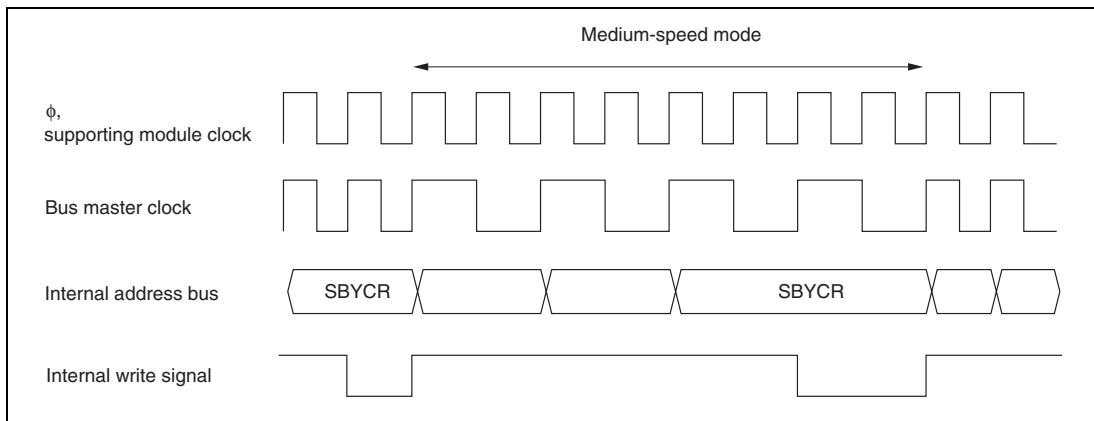 Medium-speed mode
ϕ,
supporting module clock
Bus master clock
Internal address bus
SBYCR
SBYCR
Internal write signal